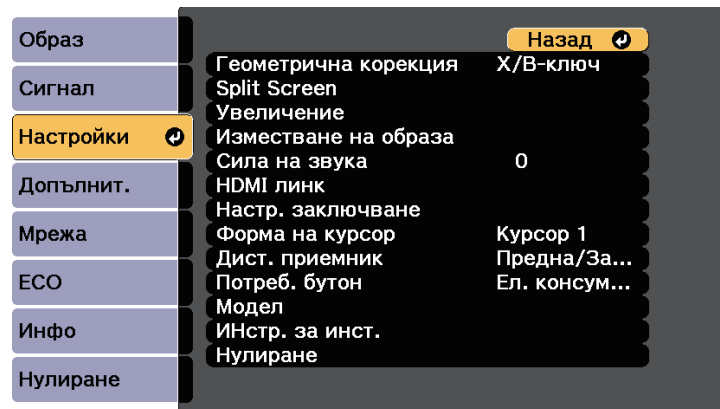 Образ
Сигнал
Настройки
Допълнит.
Мрежа
ECO
Инфо
Нулиране
Назад
Геометрична корекция Х/В-ключ
Split Screen
Увеличение
Изместване на образа
Сила на звука 0
HDMI линк
Настр. заключване
Форма на курсор Курсор 1
Дист. приемник Предна/За...
Потреб. бутон Ел. консум...
Модел
ИНстр. за инст.
Нулиране